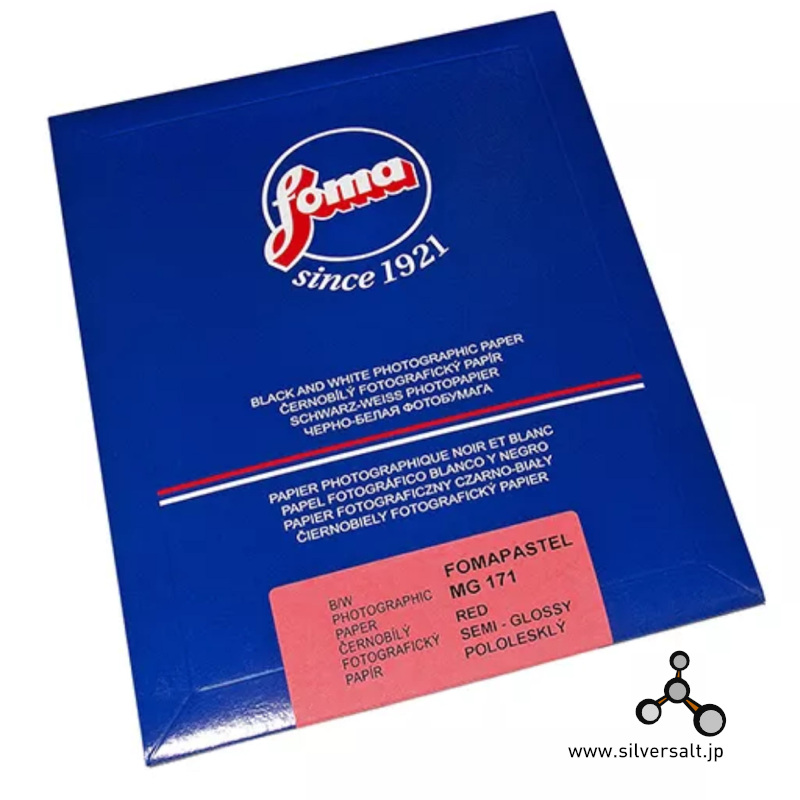 foma
since 1921
BLACK AND WHITE PHOTOGRAPHIC PAPER
ČERNOBÍLÝ FOTOGRAFICKÝ PAPÍR
SCHWARZ-WEISS PHOTOPAPIER
ЧЕРНО-БЕЛАЯ ФОТОБУМАГА
PAPIER PHOTOGRAPHIQUE NOIR ET BLANC
PAPEL FOTOGRÁFICO BLANCO Y NEGRO
PAPIER FOTOGRAFICZNY CZARNO-BIAŁY
ČIERNOBIELY FOTOGRAFICKÝ PAPIER
B/W
PHOTOGRAPHIC
PAPER
ČERNOBÍLÝ
FOTOGRAFICKÝ
PAPÍR
FOMAPASTEL
MG 171
RED
SEMI - GLOSSY
POLOLESKLÝ
www.silversalt.jp